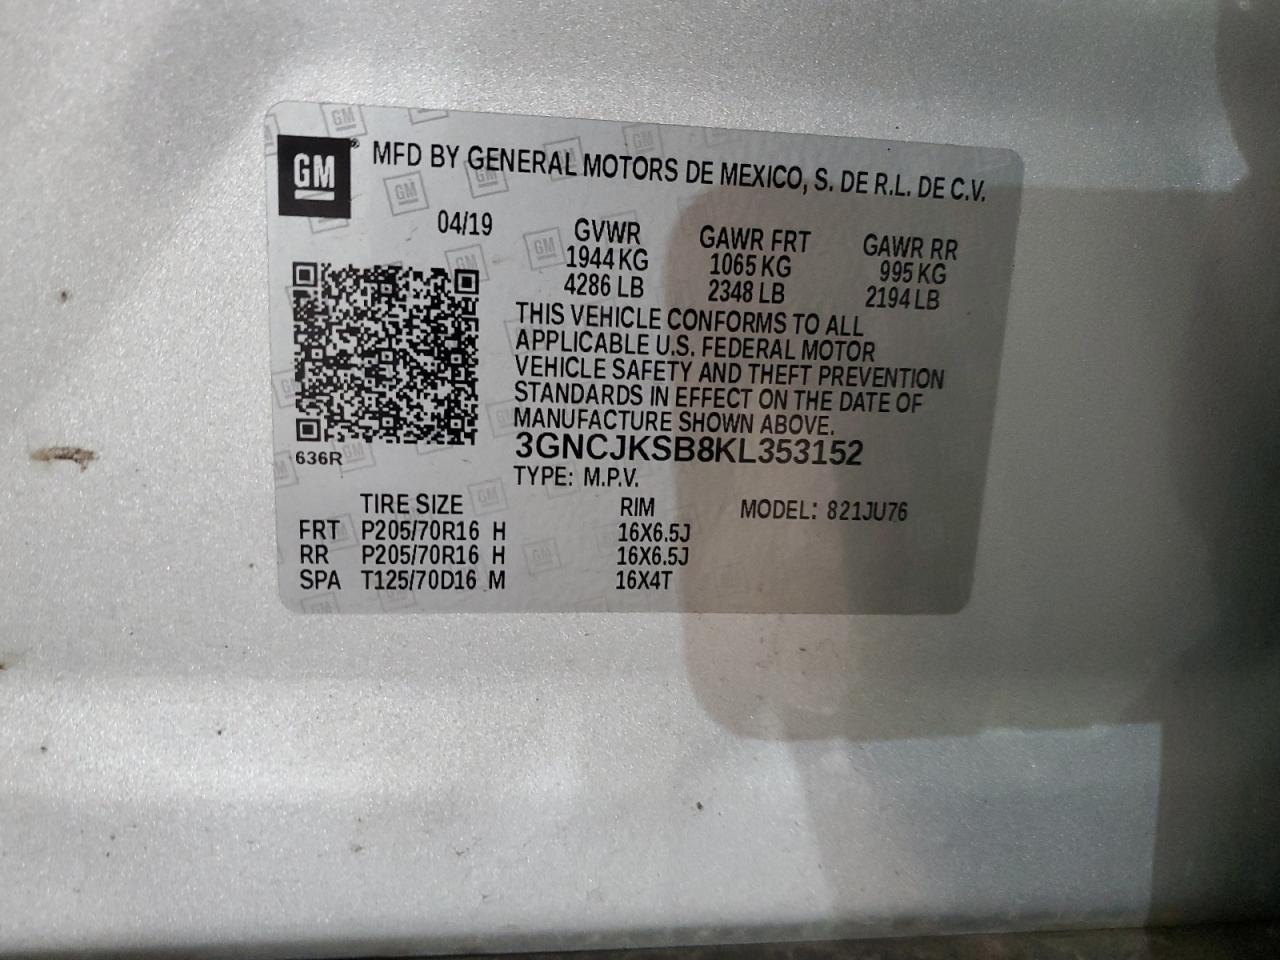 GM
MFD BY GENERAL MOTORS DE MEXICO, S. DE R.L. DE C.V.
04/19
GVWR GAWR FRT GAWR RR
1944 KG 1065 KG 995 KG
4286 LB 2348 LB 2194 LB
THIS VEHICLE CONFORMS TO ALL
APPLICABLE U.S. FEDERAL MOTOR
VEHICLE SAFETY AND THEFT PREVENTION
STANDARDS IN EFFECT ON THE DATE OF
MANUFACTURE SHOWN ABOVE.
636R
3GNCJKSB8KL353152
TYPE: M.P.V.
TIRE SIZE RIM MODEL: 821JU76
FRT P205/70R16 H 16X6.5J
RR P205/70R16 H 16X6.5J
SPA T125/70D16 M 16X4T